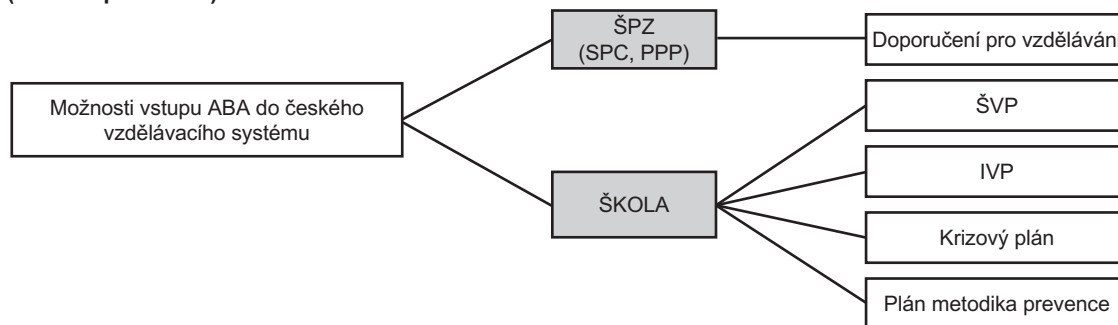 ŠPZ
(SPC, PPP)
Doporučení pro vzdělávání
Možnosti vstupu ABA do českého
vzdělávacího systému
ŠVP
IVP
ŠKOLA
Krizový plán
Plán metodika prevence